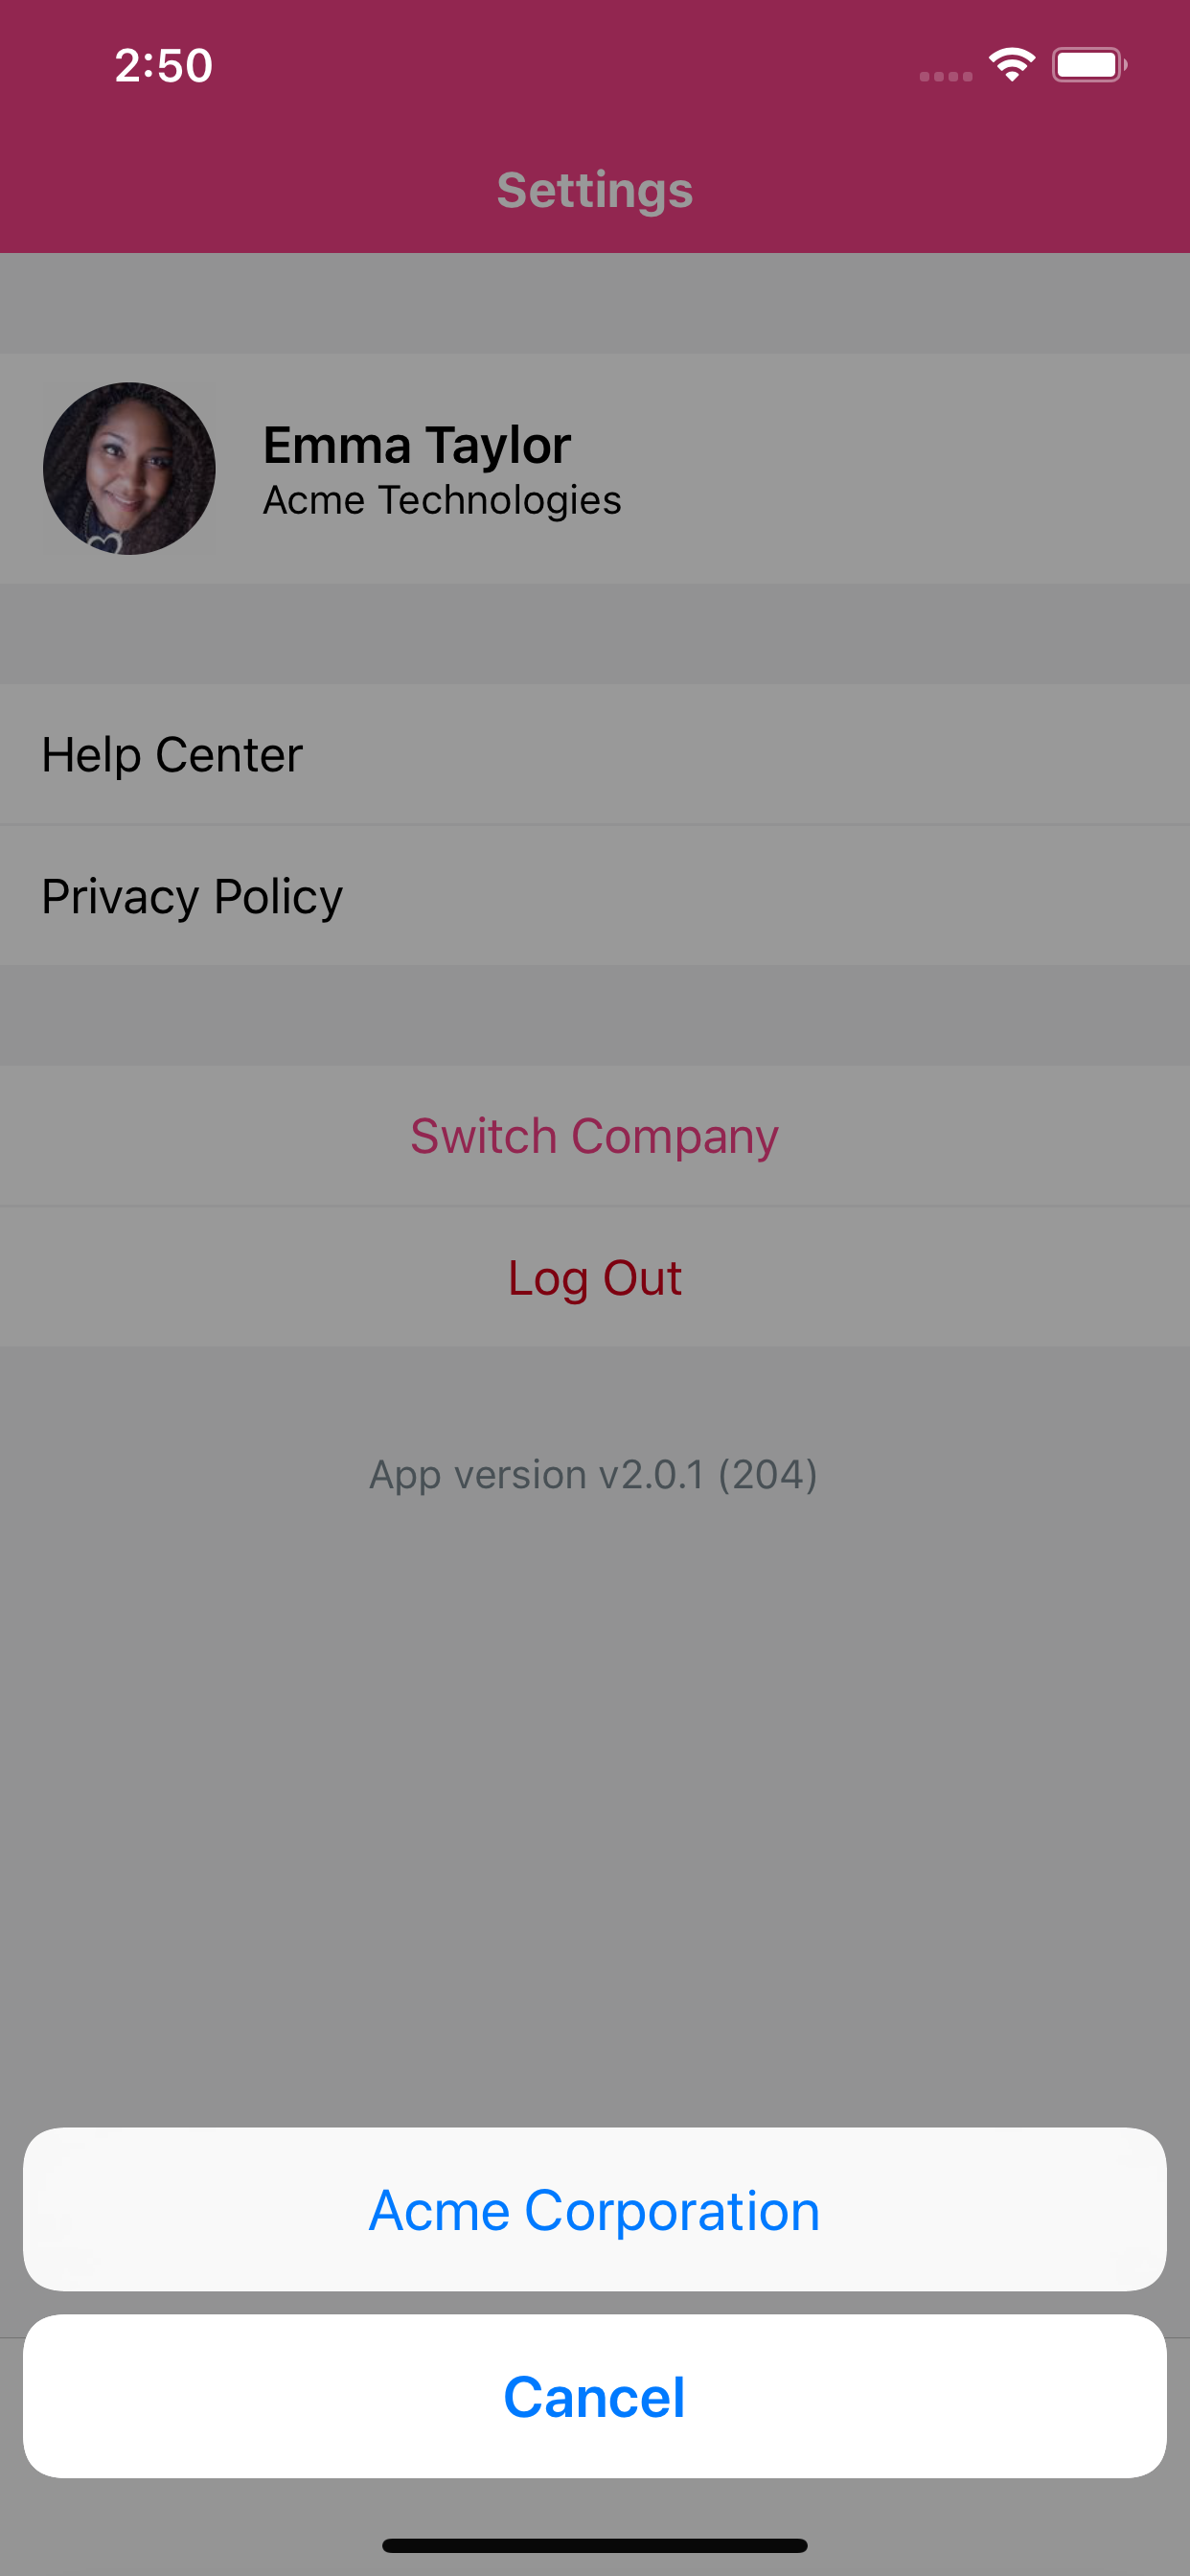 2:50
Settings
Emma Taylor
Acme Technologies
Help Center
Privacy Policy
Switch Company
Log Out
App version v2.0.1 (204)
Acme Corporation
Cancel